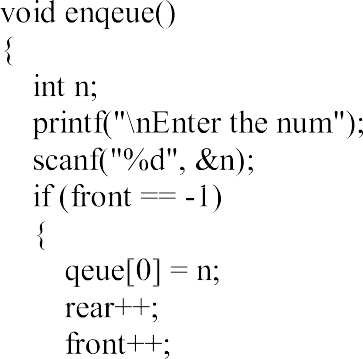 void enqeue()
{
int n;
printf("\nEnter the num");
scanf("%d", &n);
if (front == -1)
{
qeue[0] = n;
rear++;
front++;